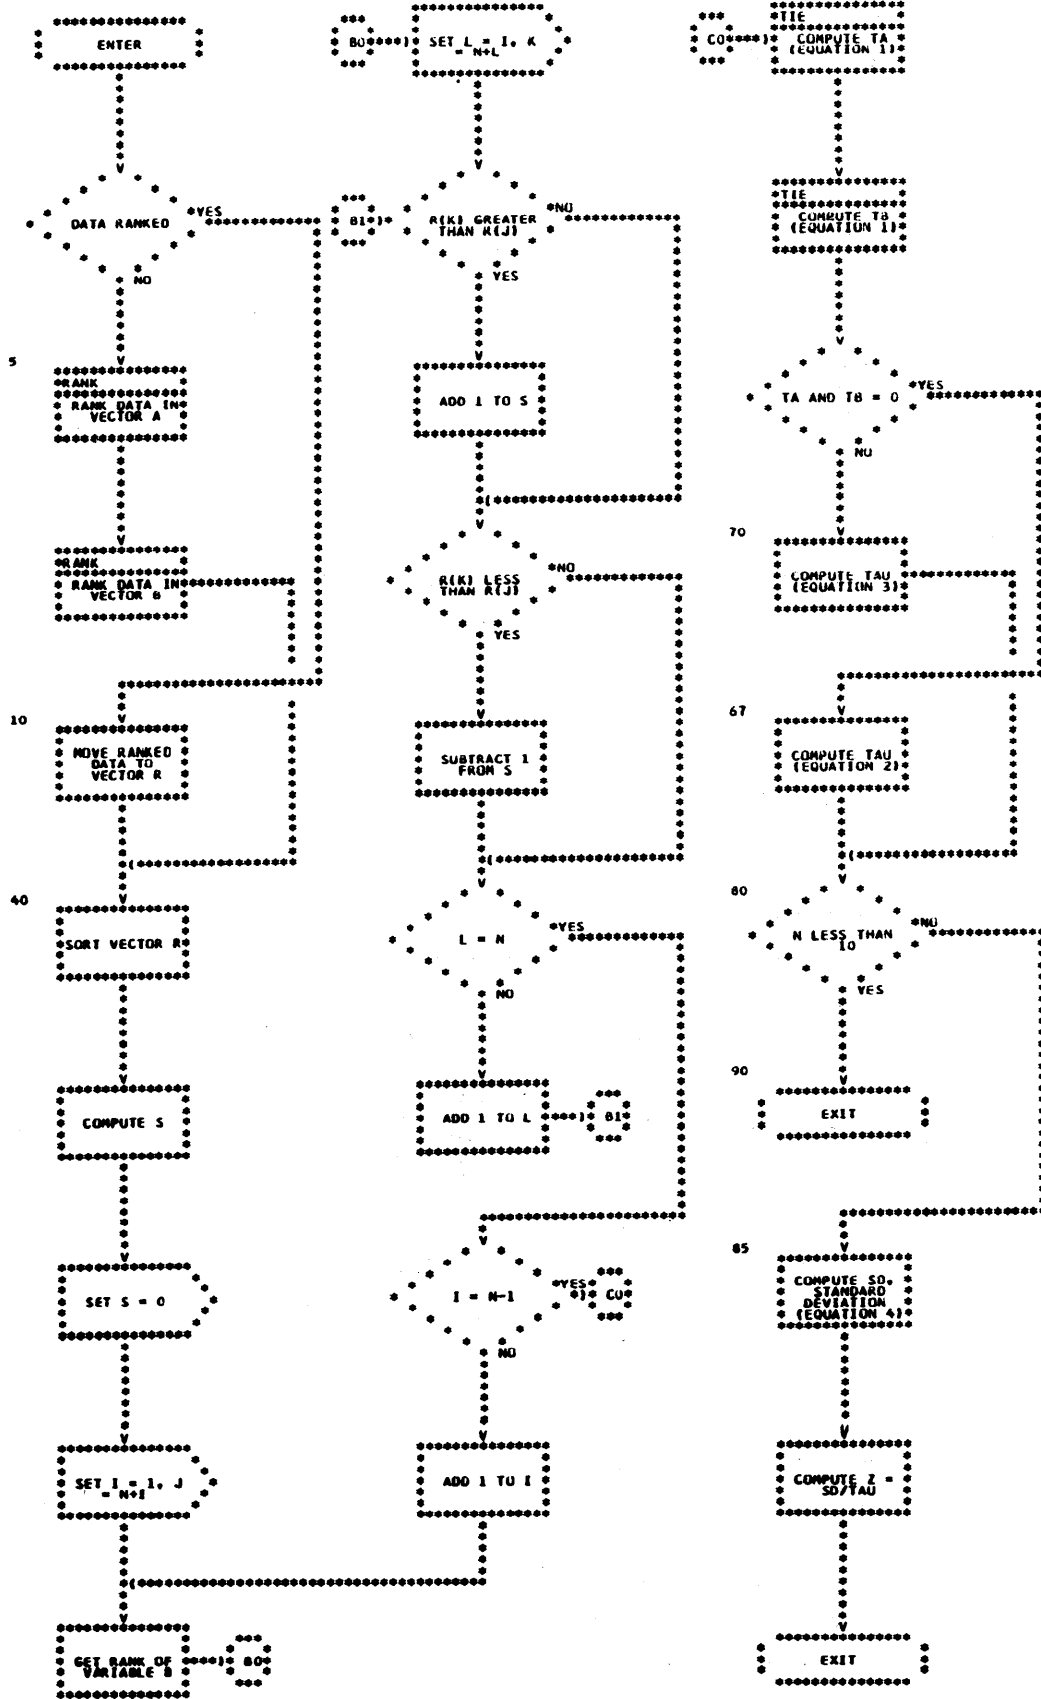 ENTER
DATA RANKED
YES
NO
5
RANK
RANK DATA IN
VECTOR A
RANK
RANK DATA IN
VECTOR B
10
MOVE RANKED
DATA TO
VECTOR R
40
SORT VECTOR R
COMPUTE S
SET S = 0
SET I = 1, J
= N+I
GET RANK OF
VARIABLE B
B0
B0
SET L = I, K
= N+L
B1
R(K) GREATER
THAN R(J)
NO
YES
ADD 1 TO S
R(K) LESS
THAN R(J)
NO
YES
SUBTRACT 1
FROM S
L = N
YES
NO
ADD 1 TO L
B1
I = N-1
YES
C0
NO
ADD 1 TO I
C0
TIE
COMPUTE TA
(EQUATION 1)
TIE
COMPUTE TB
(EQUATION 1)
TA AND TB = 0
YES
NO
70
COMPUTE TAU
(EQUATION 3)
67
COMPUTE TAU
(EQUATION 2)
80
N LESS THAN
10
NO
YES
90
EXIT
85
COMPUTE SD,
STANDARD
DEVIATION
(EQUATION 4)
COMPUTE Z =
SD/TAU
EXIT